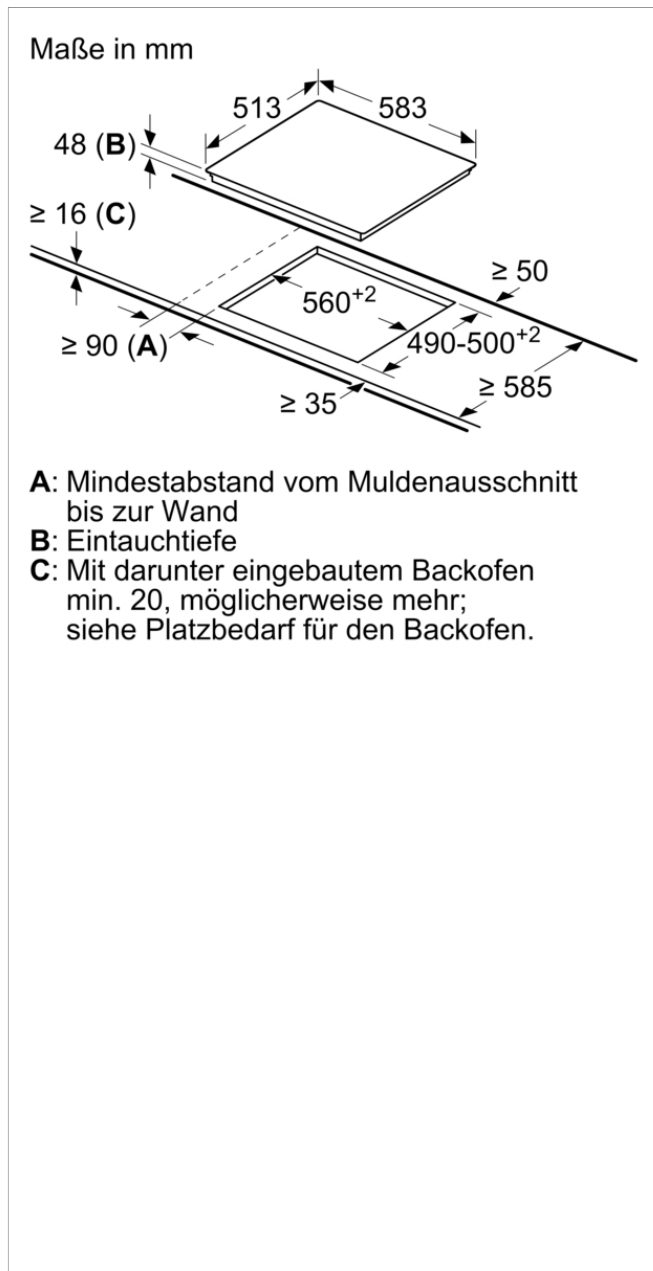 Maße in mm
513
583
48 (B)
≥ 16 (C)
≥ 50
560+2
≥ 90 (A)
490-500+2
≥ 585
≥ 35
A: Mindestabstand vom Muldenausschnitt
bis zur Wand
B: Eintauchtiefe
C: Mit darunter eingebautem Backofen
min. 20, möglicherweise mehr;
siehe Platzbedarf für den Backofen.